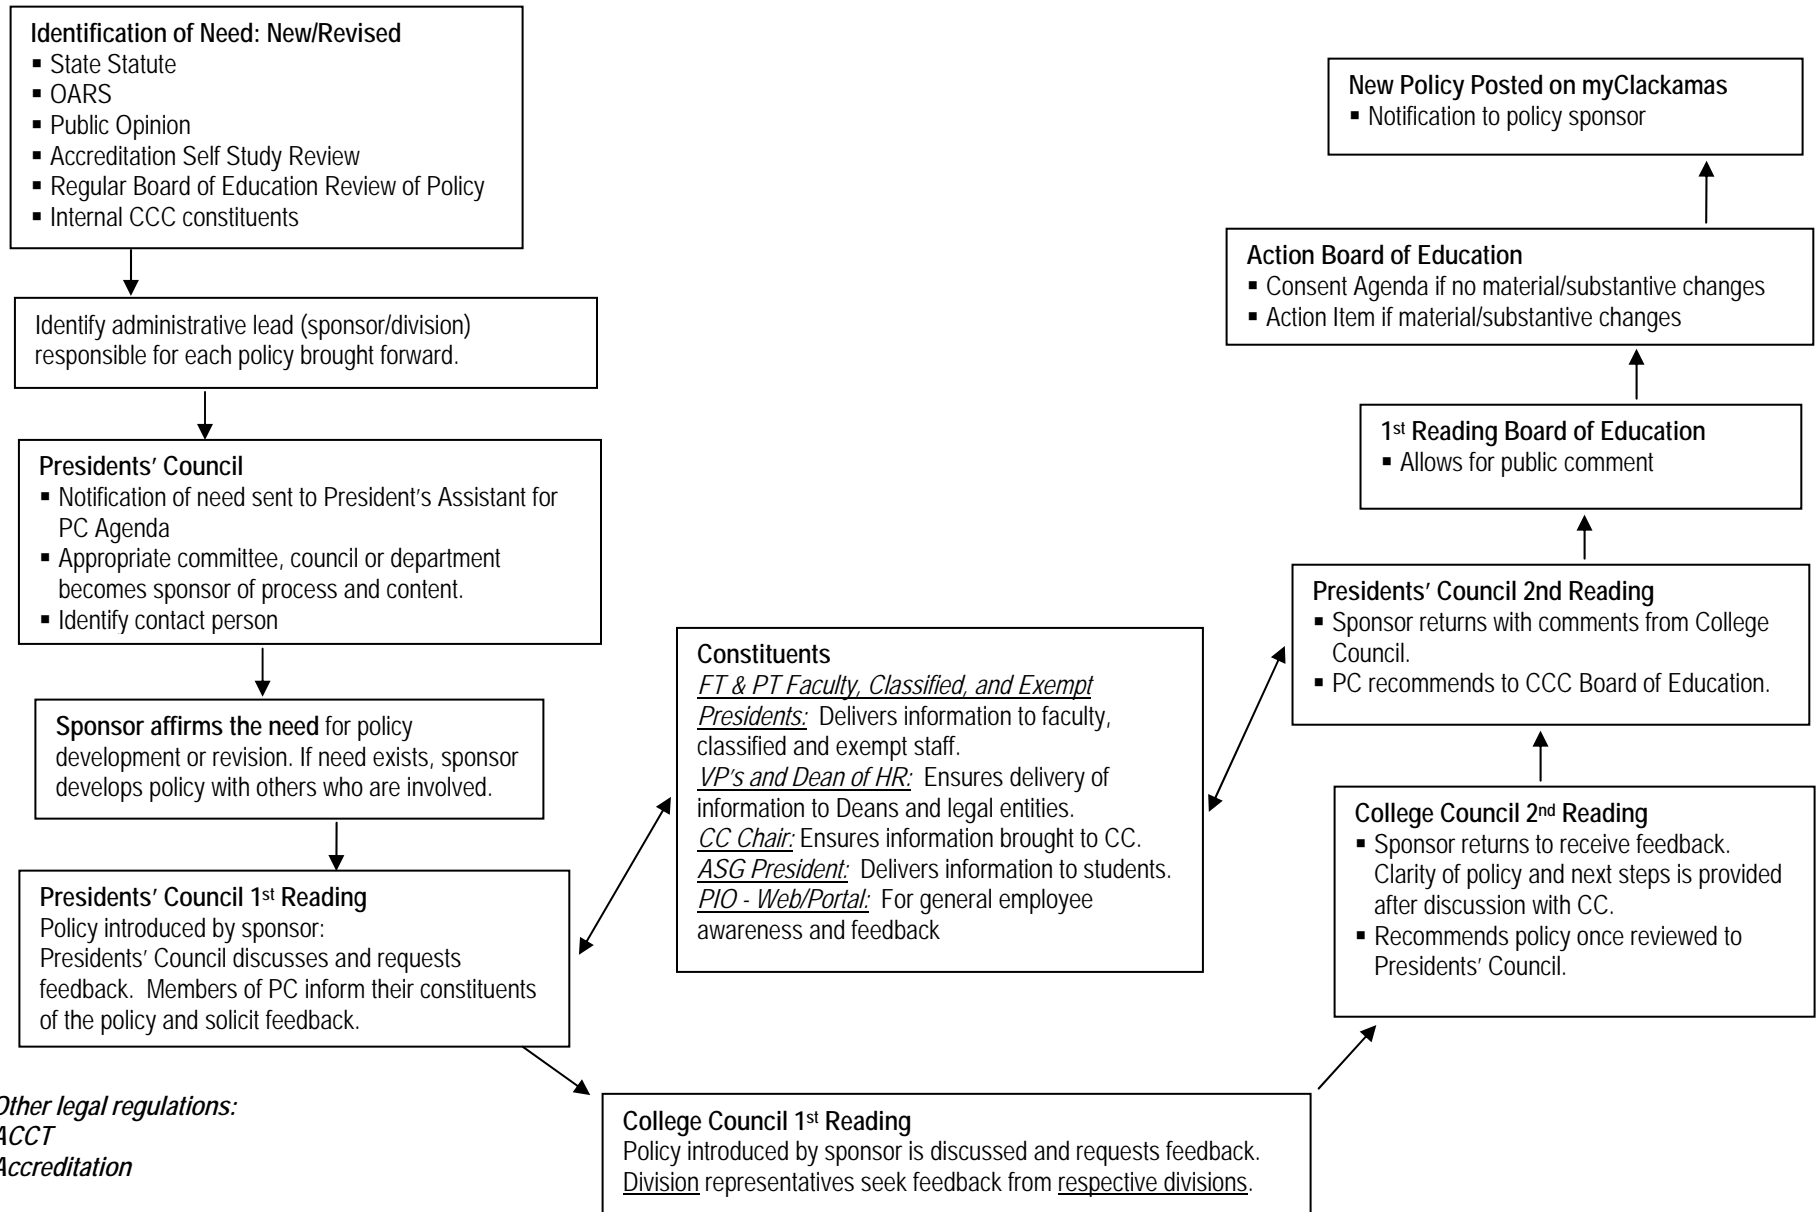 Identification of Need: New/Revised
▪ State Statute
▪ OARS
▪ Public Opinion
▪ Accreditation Self Study Review
▪ Regular Board of Education Review of Policy
▪ Internal CCC constituents
Identify administrative lead (sponsor/division)
responsible for each policy brought forward.
Presidents' Council
▪ Notification of need sent to President's Assistant for
PC Agenda
▪ Appropriate committee, council or department
becomes sponsor of process and content.
▪ Identify contact person
Sponsor affirms the need for policy
development or revision. If need exists, sponsor
develops policy with others who are involved.
Presidents' Council 1st Reading
Policy introduced by sponsor:
Presidents' Council discusses and requests
feedback.  Members of PC inform their constituents
of the policy and solicit feedback.
Other legal regulations:
ACCT
Accreditation
Constituents
FT & PT Faculty, Classified, and Exempt
Presidents:  Delivers information to faculty,
classified and exempt staff.
VP's and Dean of HR:  Ensures delivery of
information to Deans and legal entities.
CC Chair: Ensures information brought to CC.
ASG President:  Delivers information to students.
PIO - Web/Portal:  For general employee
awareness and feedback
College Council 1st Reading
Policy introduced by sponsor is discussed and requests feedback.
Division representatives seek feedback from respective divisions.
College Council 2nd Reading
▪ Sponsor returns to receive feedback.
Clarity of policy and next steps is provided
after discussion with CC.
▪ Recommends policy once reviewed to
Presidents' Council.
Presidents' Council 2nd Reading
▪ Sponsor returns with comments from College
Council.
▪ PC recommends to CCC Board of Education.
1st Reading Board of Education
▪ Allows for public comment
Action Board of Education
▪ Consent Agenda if no material/substantive changes
▪ Action Item if material/substantive changes
New Policy Posted on myClackamas
▪ Notification to policy sponsor